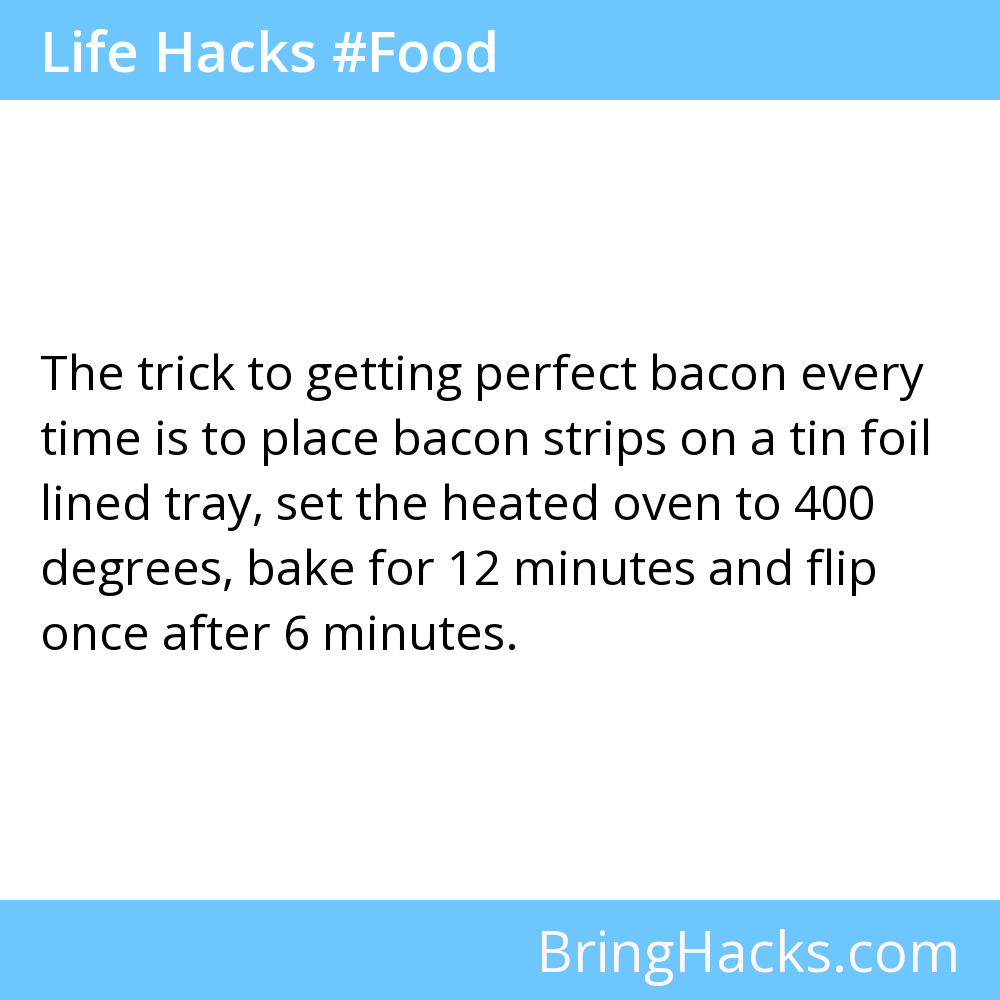 Life Hacks #Food
The trick to getting perfect bacon every
time is to place bacon strips on a tin foil
lined tray, set the heated oven to 400
degrees, bake for 12 minutes and flip
once after 6 minutes.
BringHacks.com